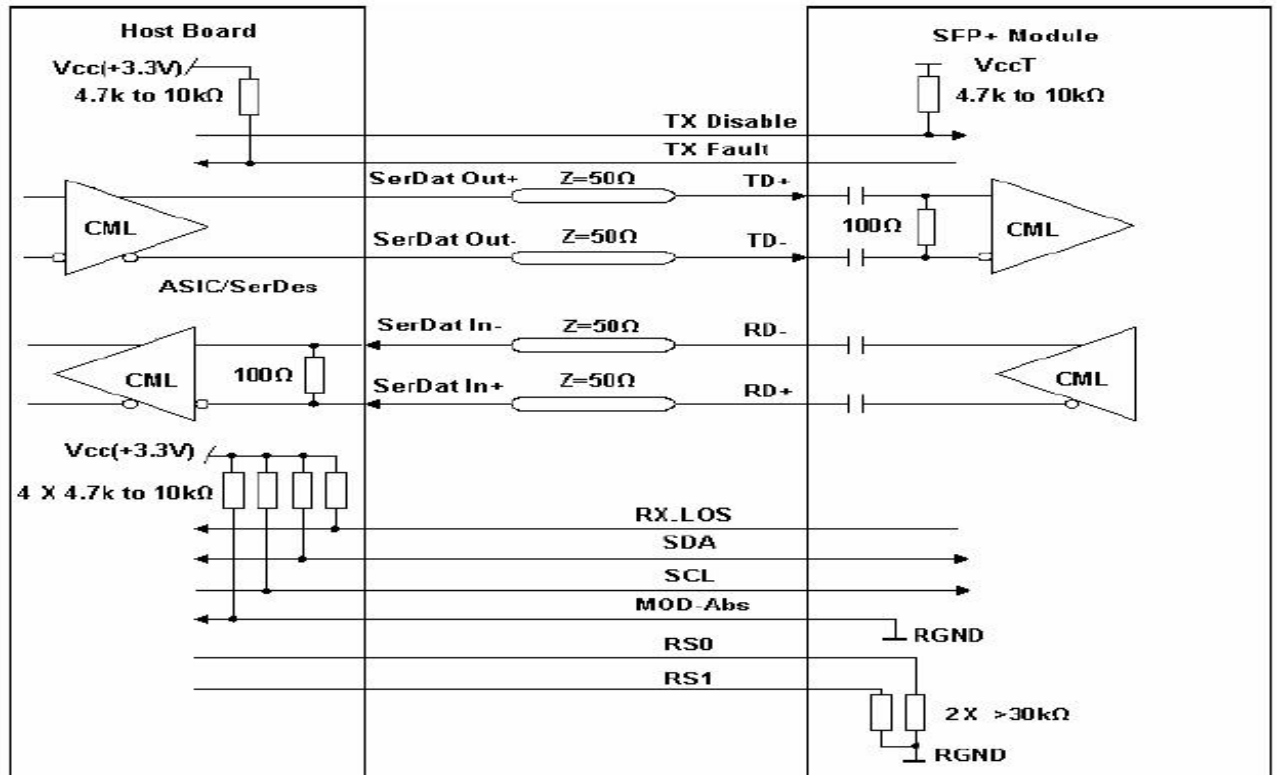 Host Board
SFP+ Module
Vcc(+3.3V)
VccT
4.7k to 10kΩ
4.7k to 10kΩ
TX Disable
TX Fault
SerDat Out+
Z=50Ω
TD+
CML
100Ω
CML
SerDat Out-
Z=50Ω
TD-
ASIC/SerDes
SerDat In-
Z=50Ω
RD-
CML
100Ω
SerDat In+
Z=50Ω
RD+
CML
Vcc(+3.3V)
4 X 4.7k to 10kΩ
RX_LOS
SDA
SCL
MOD-Abs
RGND
RS0
RS1
2X >30kΩ
RGND